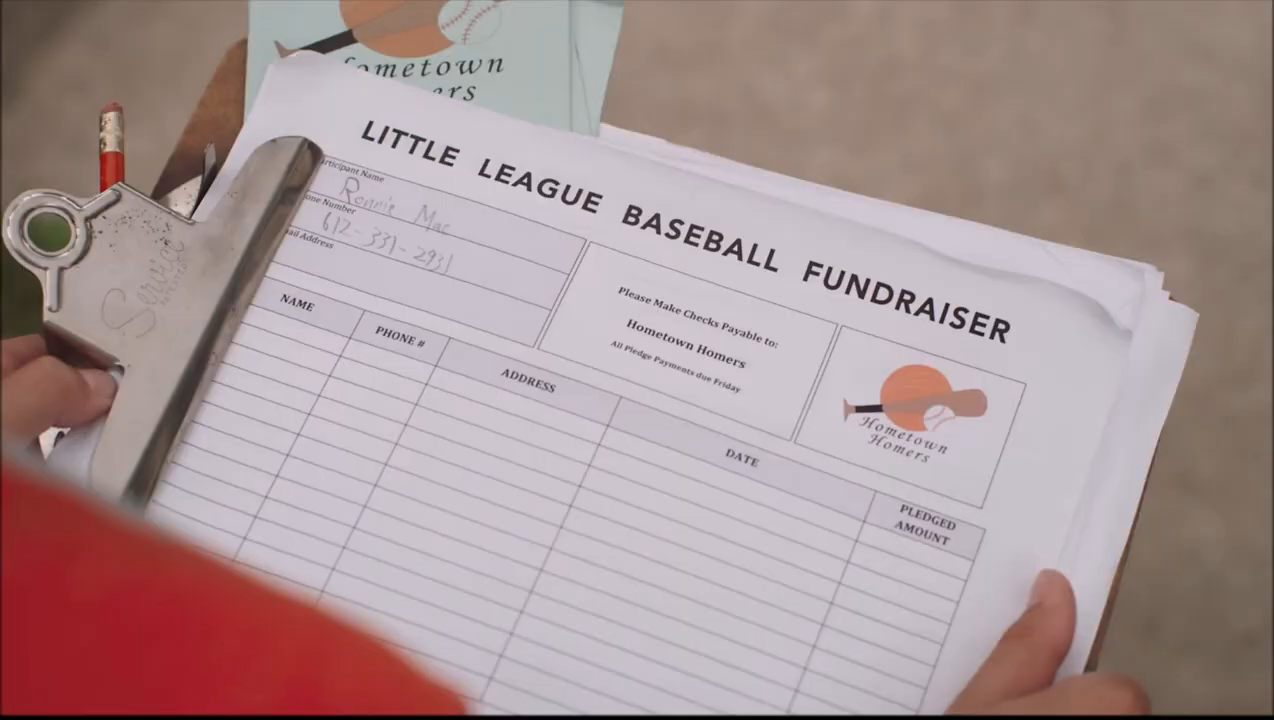 Hometown
ers
LITTLE LEAGUE BASEBALL FUNDRAISER
articipant Name
Ronnie Mac
one Number
612-331-2931
ail Address
Please Make Checks Payable to:
Hometown Homers
All Pledge Payments due Friday
Hometown
Homers
NAME PHONE # ADDRESS DATE PLEDGED
AMOUNT